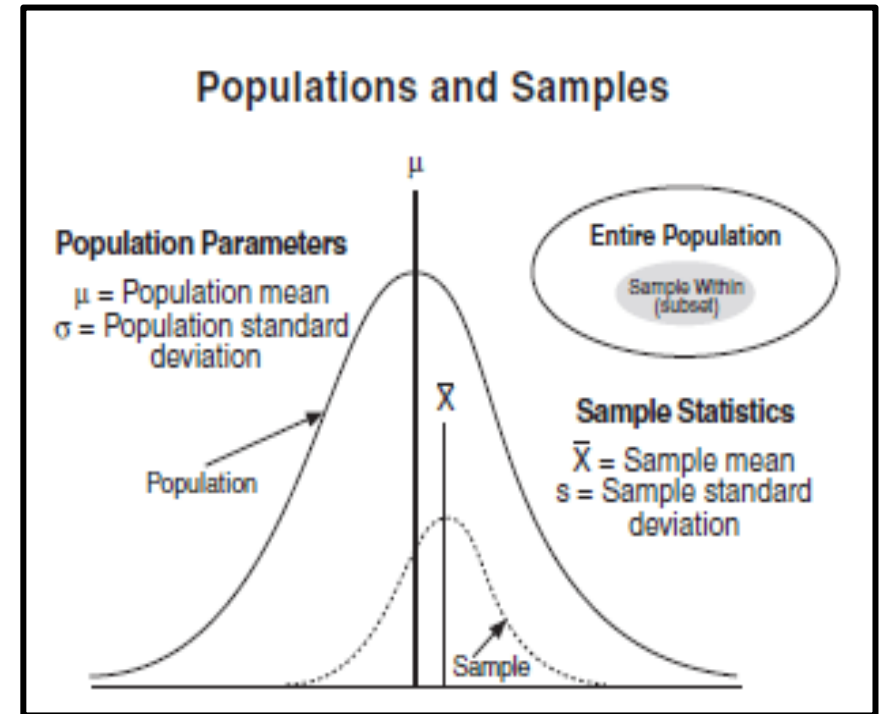 Populations and Samples
μ
Population Parameters
μ = Population mean
σ = Population standard
deviation
Population
Entire Population
Sample Within
(subset)
X̅
Sample Statistics
X̅ = Sample mean
s = Sample standard
deviation
Sample